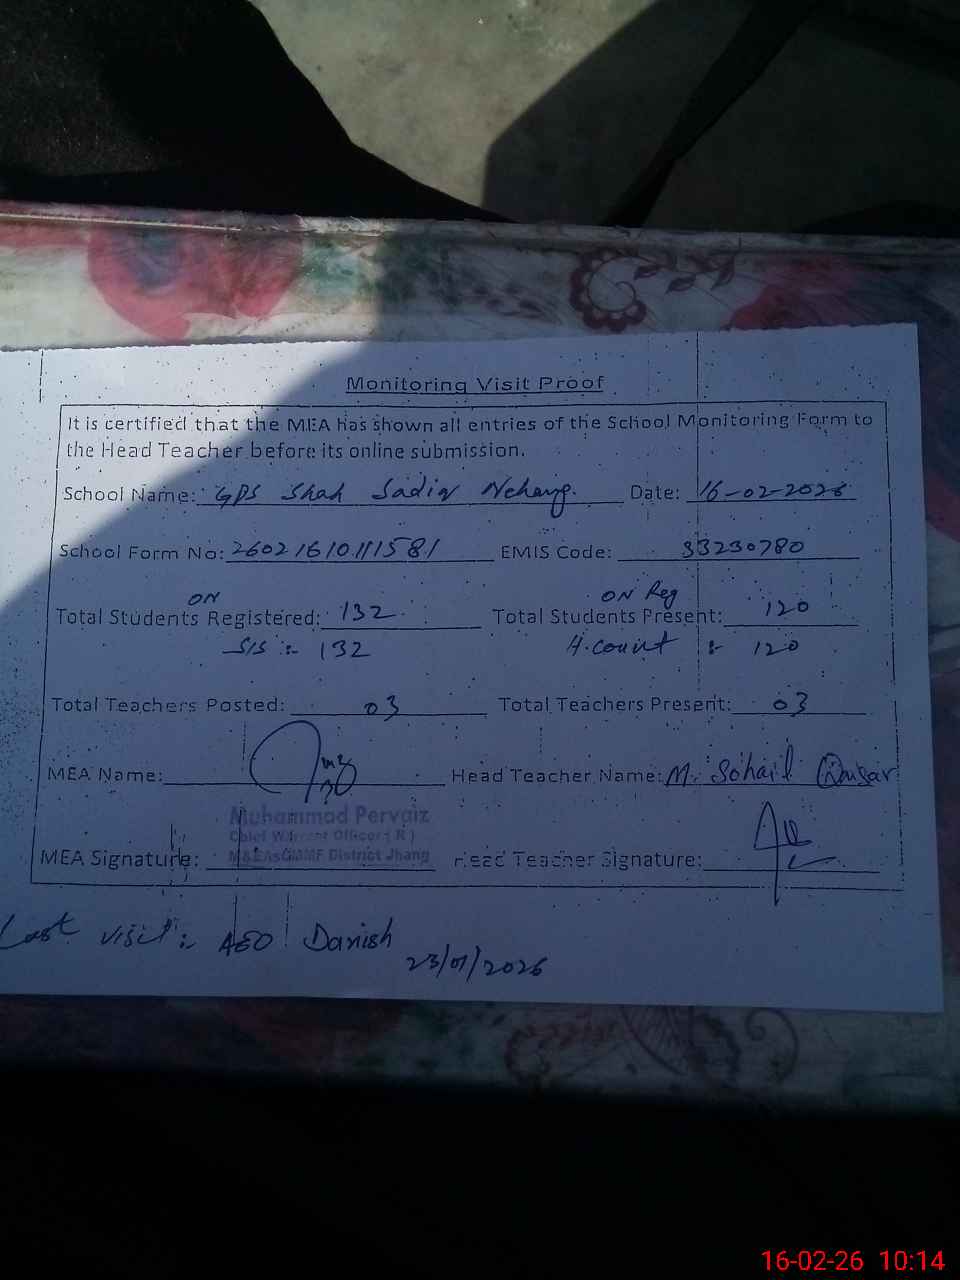 Monitoring Visit Proof
It is certified that the MEA has shown all entries of the School Monitoring Form to
the Head Teacher before its online submission.
School Name: GPS Shah Sadiq Nehang. Date: 16-02-2026
School Form No: 260216101111581 EMIS Code: 33230780
ON ON Reg
Total Students Registered: 132 Total Students Present: 120
SIS :- 132 H.count :- 120
Total Teachers Posted: 03 Total Teachers Present: 03
MEA Name: Head Teacher Name: M. Sohail Qaisar
Muhammad Pervaiz
Chief Warrant Officer ( R )
MEA Signature: M&EAsCMMF District Jhang Head Teacher Signature:
Last visit :- AEO Danish
23/01/2026
16-02-26 10:14